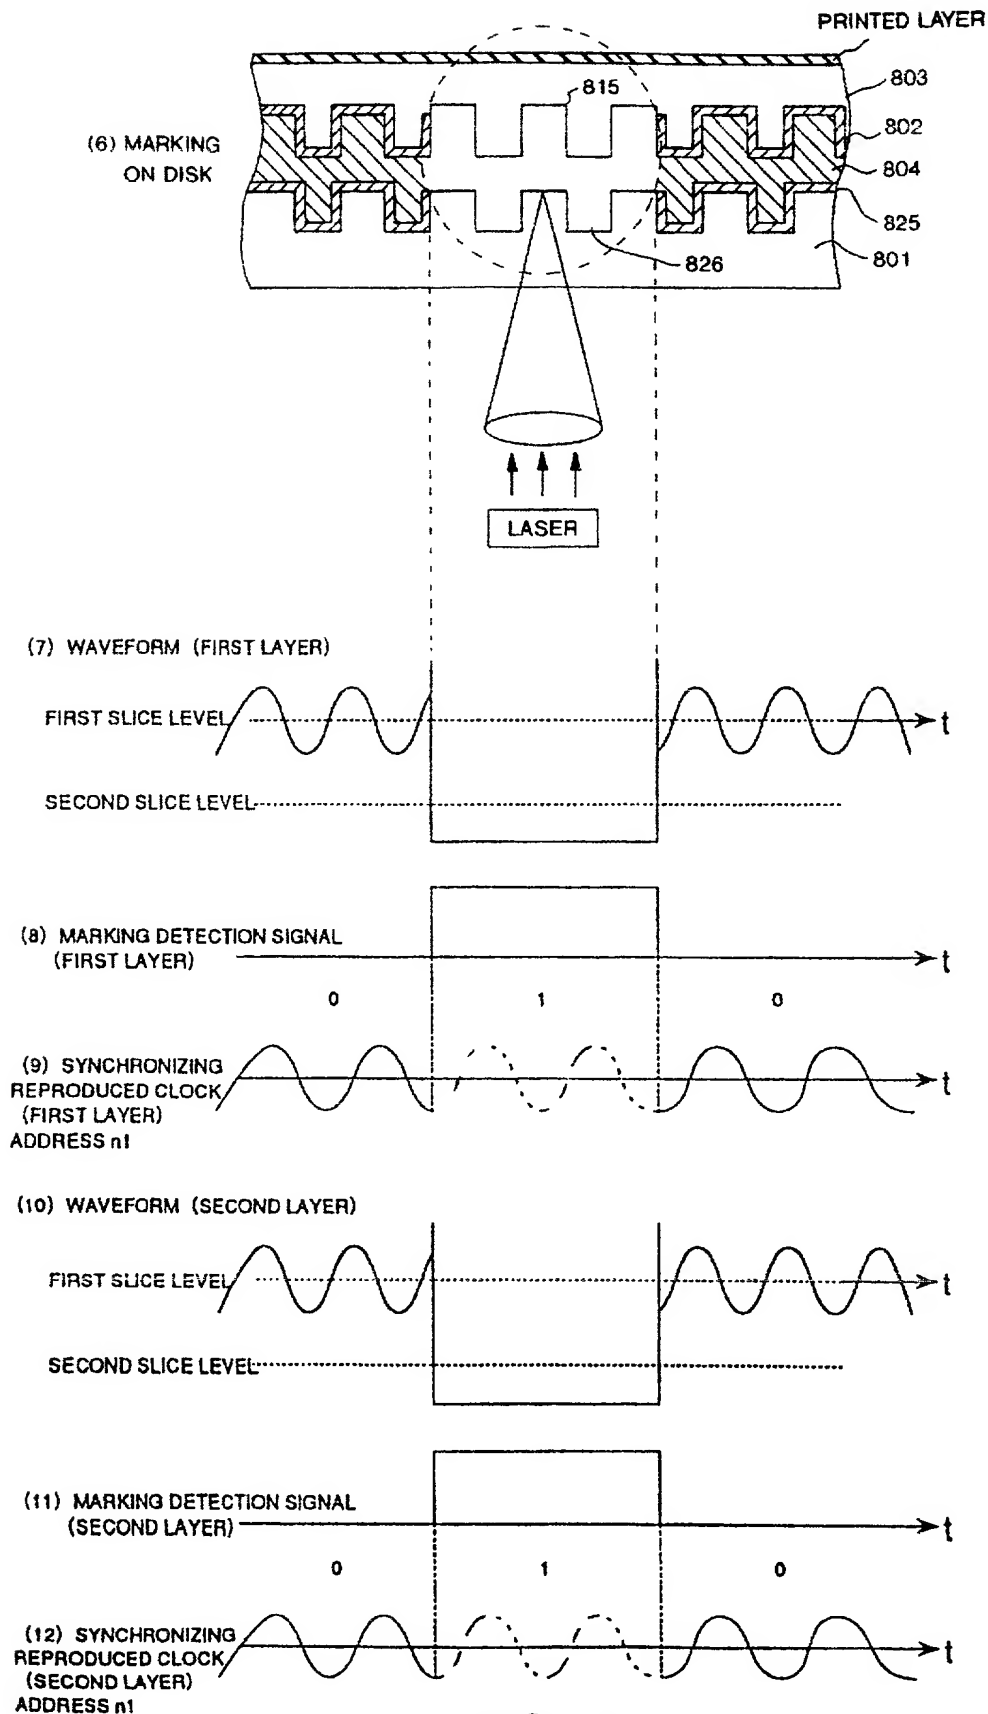 PRINTED LAYER
803
815
(6) MARKING
ON DISK
802
804
825
826
801
LASER
(7) WAVEFORM (FIRST LAYER)
FIRST SLICE LEVEL
t
SECOND SLICE LEVEL
(8) MARKING DETECTION SIGNAL
(FIRST LAYER)
t
0 1 0
(9) SYNCHRONIZING
REPRODUCED CLOCK
(FIRST LAYER)
ADDRESS n1
t
(10) WAVEFORM (SECOND LAYER)
FIRST SLICE LEVEL
t
SECOND SLICE LEVEL
(11) MARKING DETECTION SIGNAL
(SECOND LAYER)
t
0 1 0
(12) SYNCHRONIZING
REPRODUCED CLOCK
(SECOND LAYER)
ADDRESS n1
t